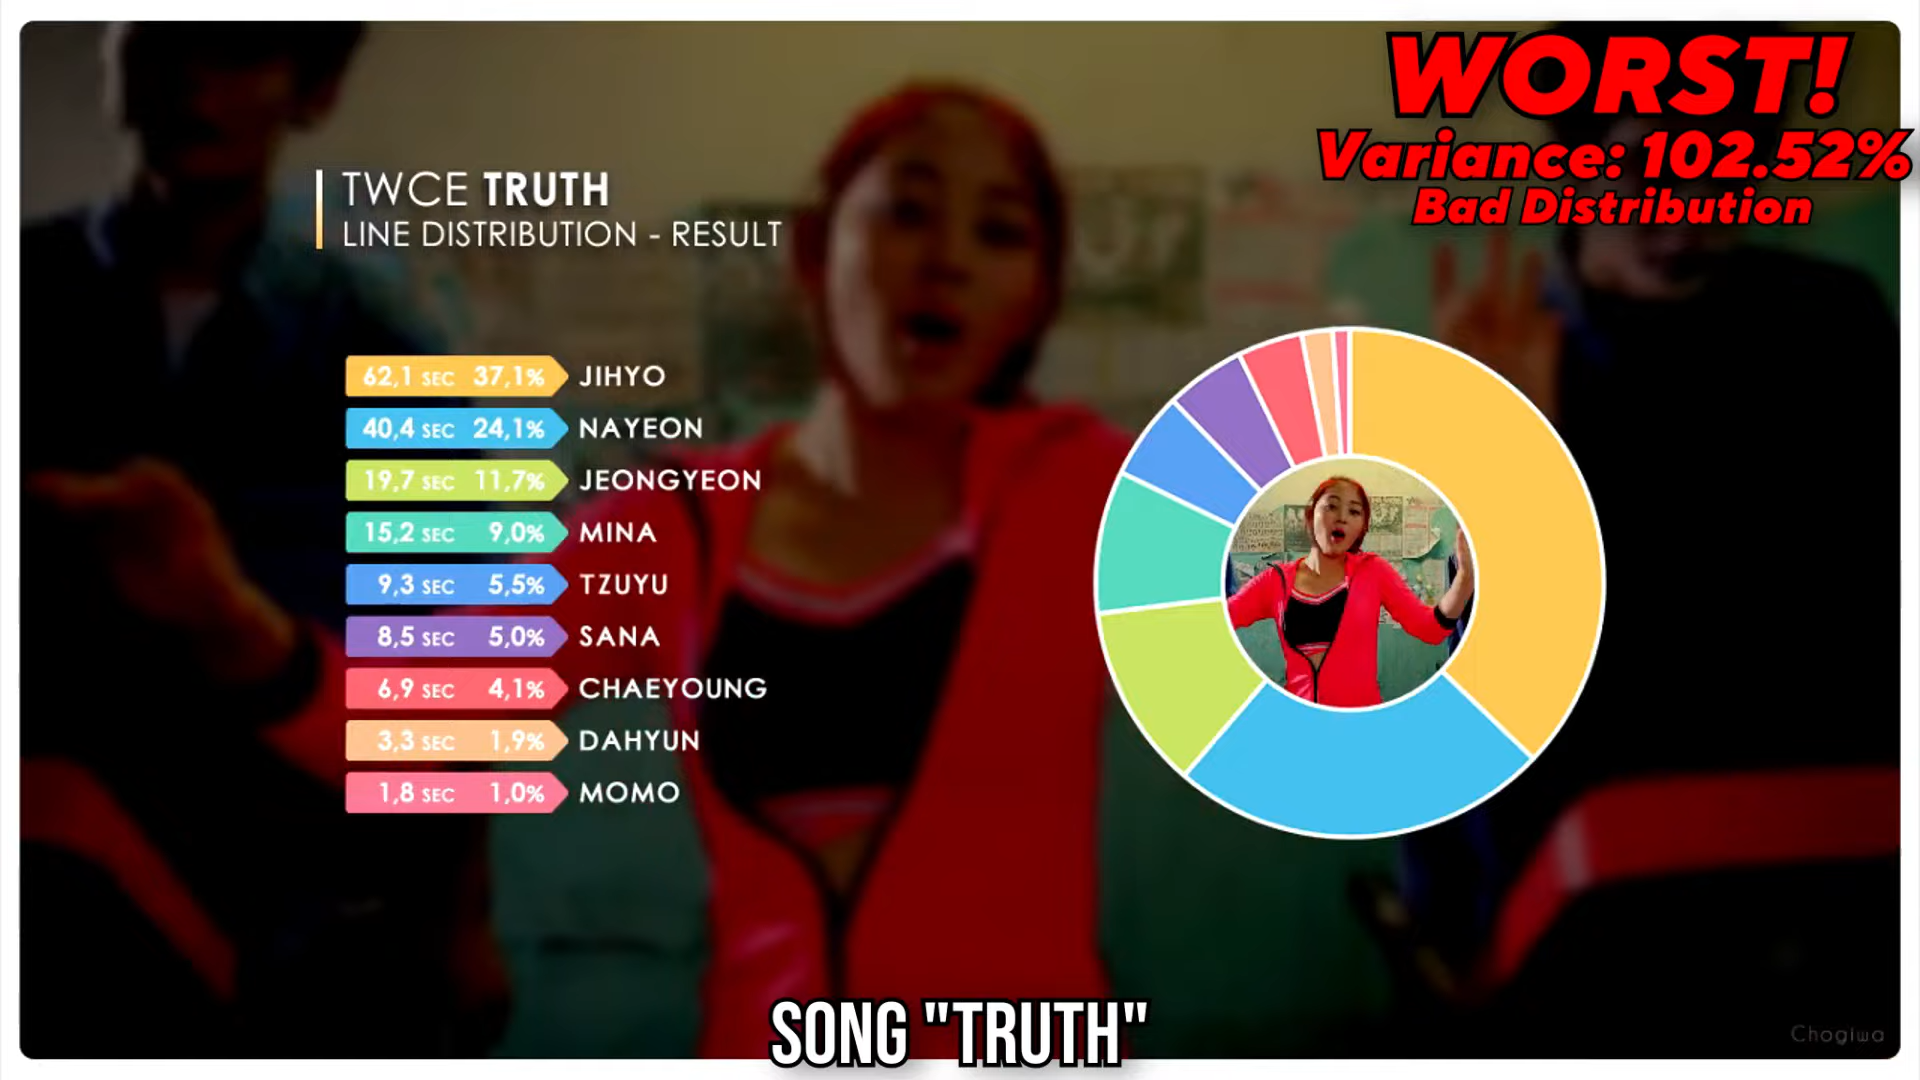 WORST!
Variance: 102.52%
Bad Distribution
TWCE TRUTH
LINE DISTRIBUTION - RESULT
62,1 SEC 37,1% JIHYO
40,4 SEC 24,1% NAYEON
19,7 SEC 11,7% JEONGYEON
15,2 SEC 9,0% MINA
9,3 SEC 5,5% TZUYU
8,5 SEC 5,0% SANA
6,9 SEC 4,1% CHAEYOUNG
3,3 SEC 1,9% DAHYUN
1,8 SEC 1,0% MOMO
Chogiwa
SONG "TRUTH"